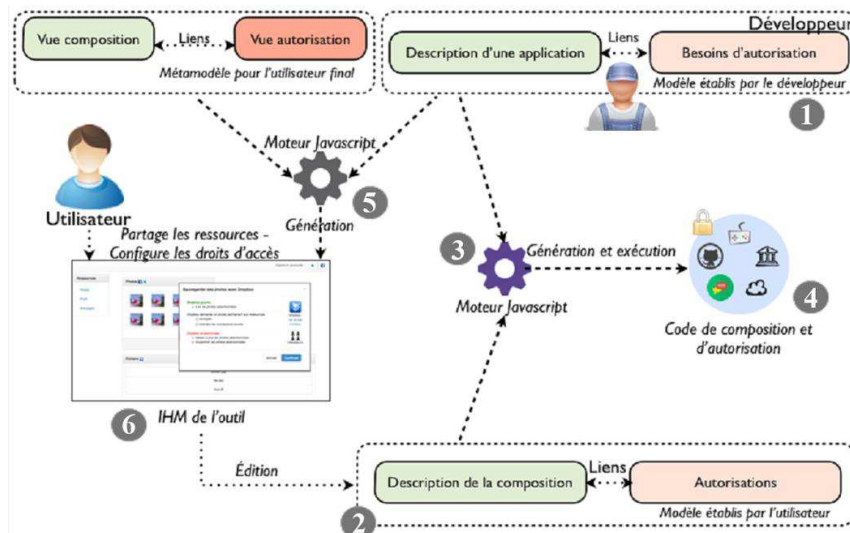 Développeur
Vue composition
Liens
Vue autorisation
Métamodèle pour l'utilisateur final
Description d'une application
Liens
Besoins d'autorisation
Modèle établis par le développeur
1
Moteur Javascript
5
Utilisateur
Génération
Partage les ressources -
Configure les droits d'accès
3
Génération et exécution
Moteur Javascript
4
Code de composition et
d'autorisation
6
IHM de l'outil
Édition
2
Description de la composition
Liens
Autorisations
Modèle établis par l'utilisateur